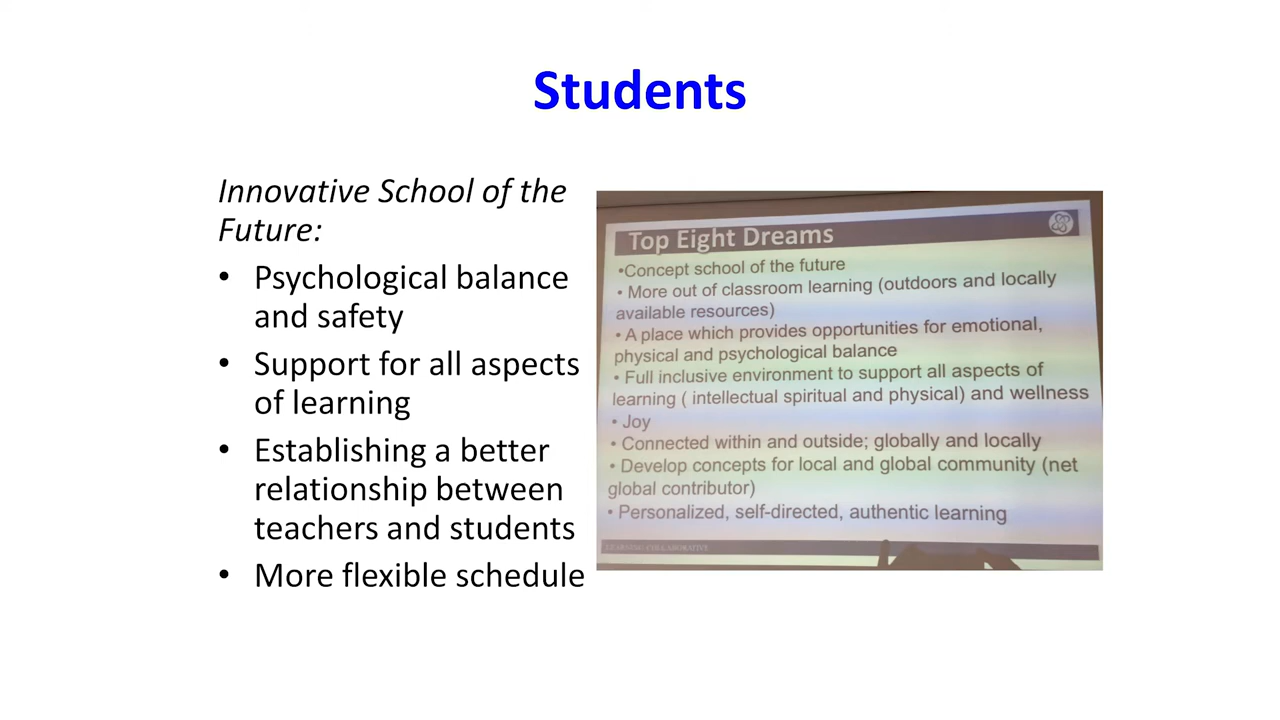 Students
Innovative School of the
Future:
• Psychological balance
and safety
• Support for all aspects
of learning
• Establishing a better
relationship between
teachers and students
• More flexible schedule
Top Eight Dreams
•Concept school of the future
• More out of classroom learning (outdoors and locally
available resources)
• A place which provides opportunities for emotional,
physical and psychological balance
• Full inclusive environment to support all aspects of
learning ( intellectual spiritual and physical) and wellness
• Joy
• Connected within and outside; globally and locally
• Develop concepts for local and global community (net
global contributor)
• Personalized, self-directed, authentic learning
LEARNING COLLABORATIVE